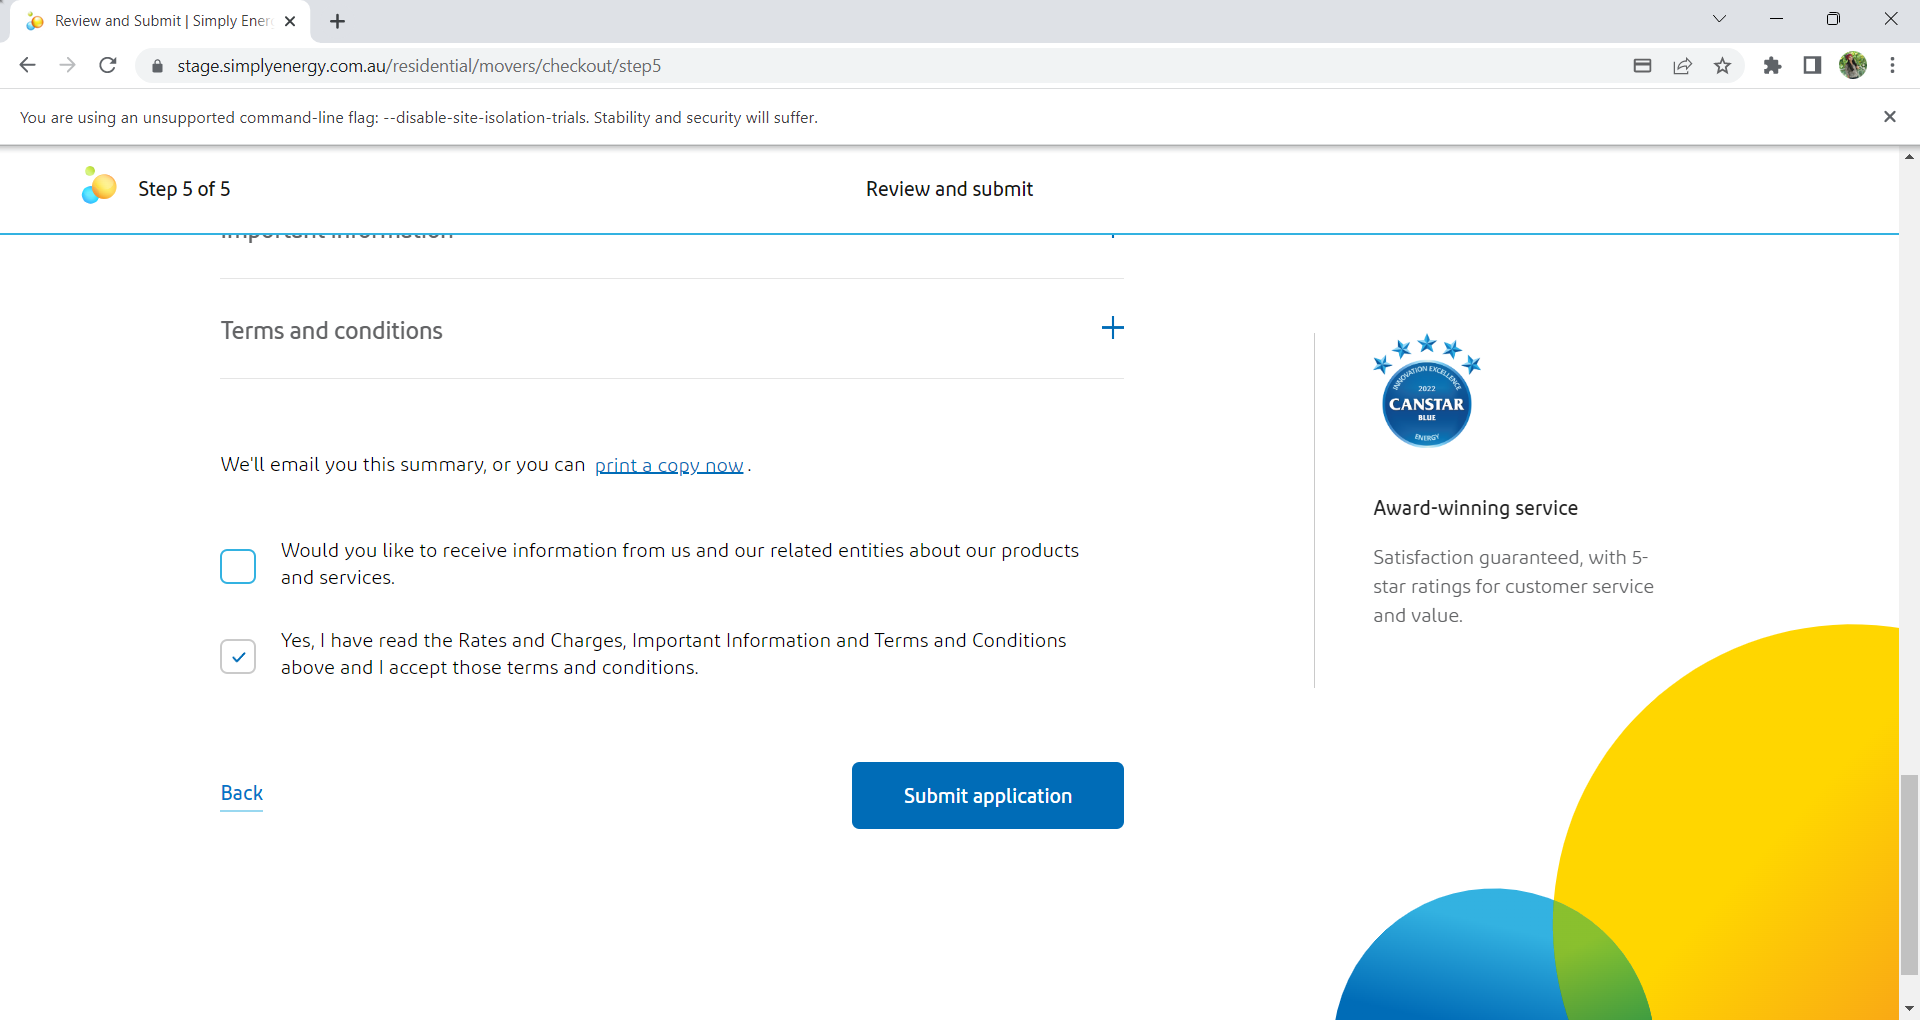 Review and Submit | Simply Ener
stage.simplyenergy.com.au/residential/movers/checkout/step5
You are using an unsupported command-line flag: --disable-site-isolation-trials. Stability and security will suffer.
Step 5 of 5
Review and submit
Important information
Terms and conditions
We'll email you this summary, or you can print a copy now.
Would you like to receive information from us and our related entities about our products
and services.
Yes, I have read the Rates and Charges, Important Information and Terms and Conditions
above and I accept those terms and conditions.
Back
Submit application
INNOVATION EXCELLENCE
2022
CANSTAR
BLUE
ENERGY
Award-winning service
Satisfaction guaranteed, with 5-
star ratings for customer service
and value.